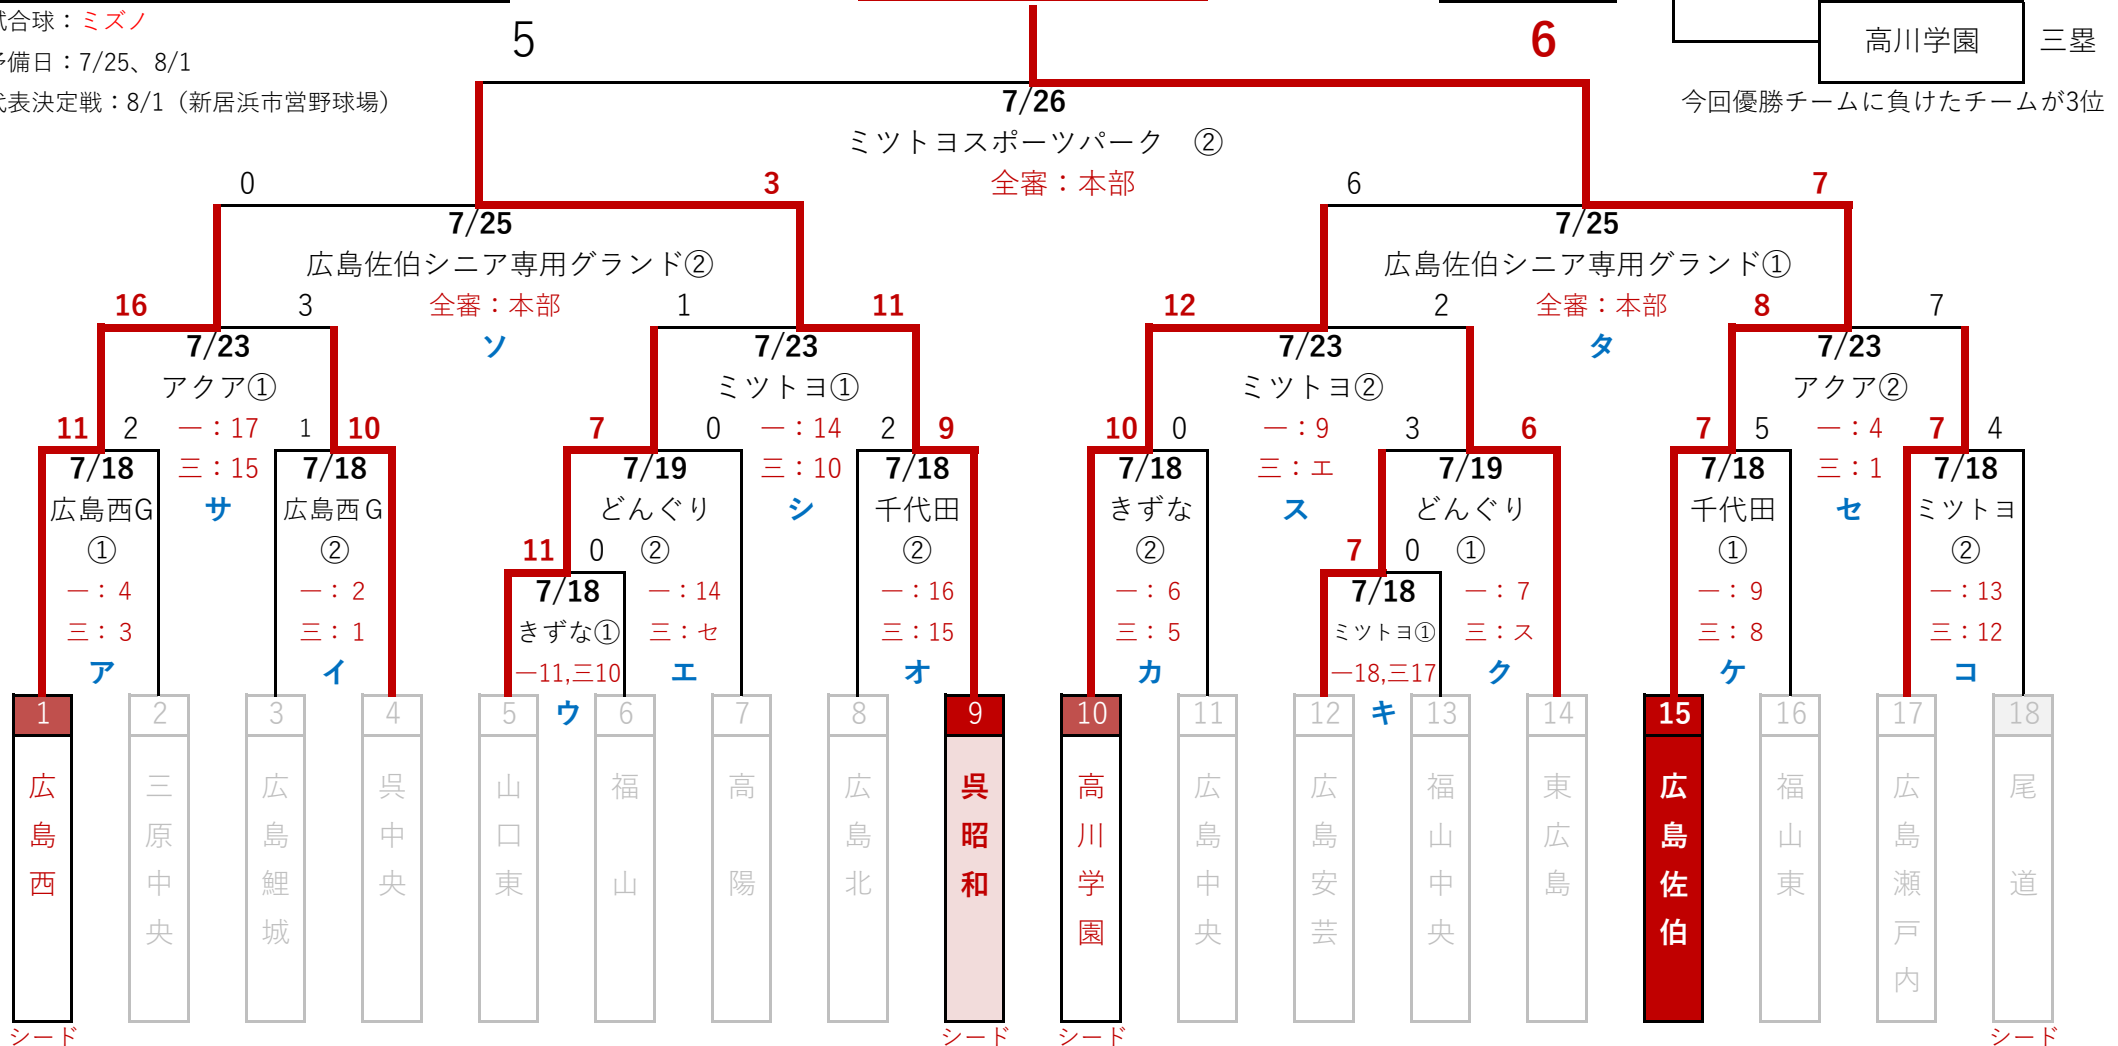 試合球：ミズノ
5
6
高川学園
三塁
予備日：7/25、8/1
代表決定戦：8/1（新居浜市営野球場）
今回優勝チームに負けたチームが3位
7/26
ミツトヨスポーツパーク　②
全審：本部
0
3
6
7
7/25
7/25
広島佐伯シニア専用グランド②
広島佐伯シニア専用グランド①
16
3
全審：本部
1
11
12
2
全審：本部
8
7
7/23
ソ
7/23
7/23
タ
7/23
アクア①
ミツトヨ①
ミツトヨ②
アクア②
11
2
一：17
1
10
7
0
一：14
2
9
10
0
一：9
3
6
7
5
一：4
7
4
7/18
三：15
7/18
7/19
三：10
7/18
7/18
三：エ
7/19
7/18
三：1
7/18
広島西G
サ
広島西G
どんぐり
シ
千代田
きずな
ス
どんぐり
千代田
セ
ミツトヨ
①
②
11
0
②
②
②
7
0
①
①
②
一：4
一：2
7/18
一：14
一：16
一：6
7/18
一：7
一：9
一：13
三：3
三：1
きずな①
三：セ
三：15
三：5
ミツトヨ①
三：ス
三：8
三：12
ア
イ
一11,三10
エ
オ
カ
一18,三17
ク
ケ
コ
1
2
3
4
5
ウ
6
7
8
9
10
11
12
キ
13
14
15
16
17
18
広島西
三原中央
広島鯉城
呉中央
山口東
福山
高陽
広島北
呉昭和
高川学園
広島中央
広島安芸
福山中央
東広島
広島佐伯
福山東
広島瀬戸内
尾道
シード
シード
シード
シード